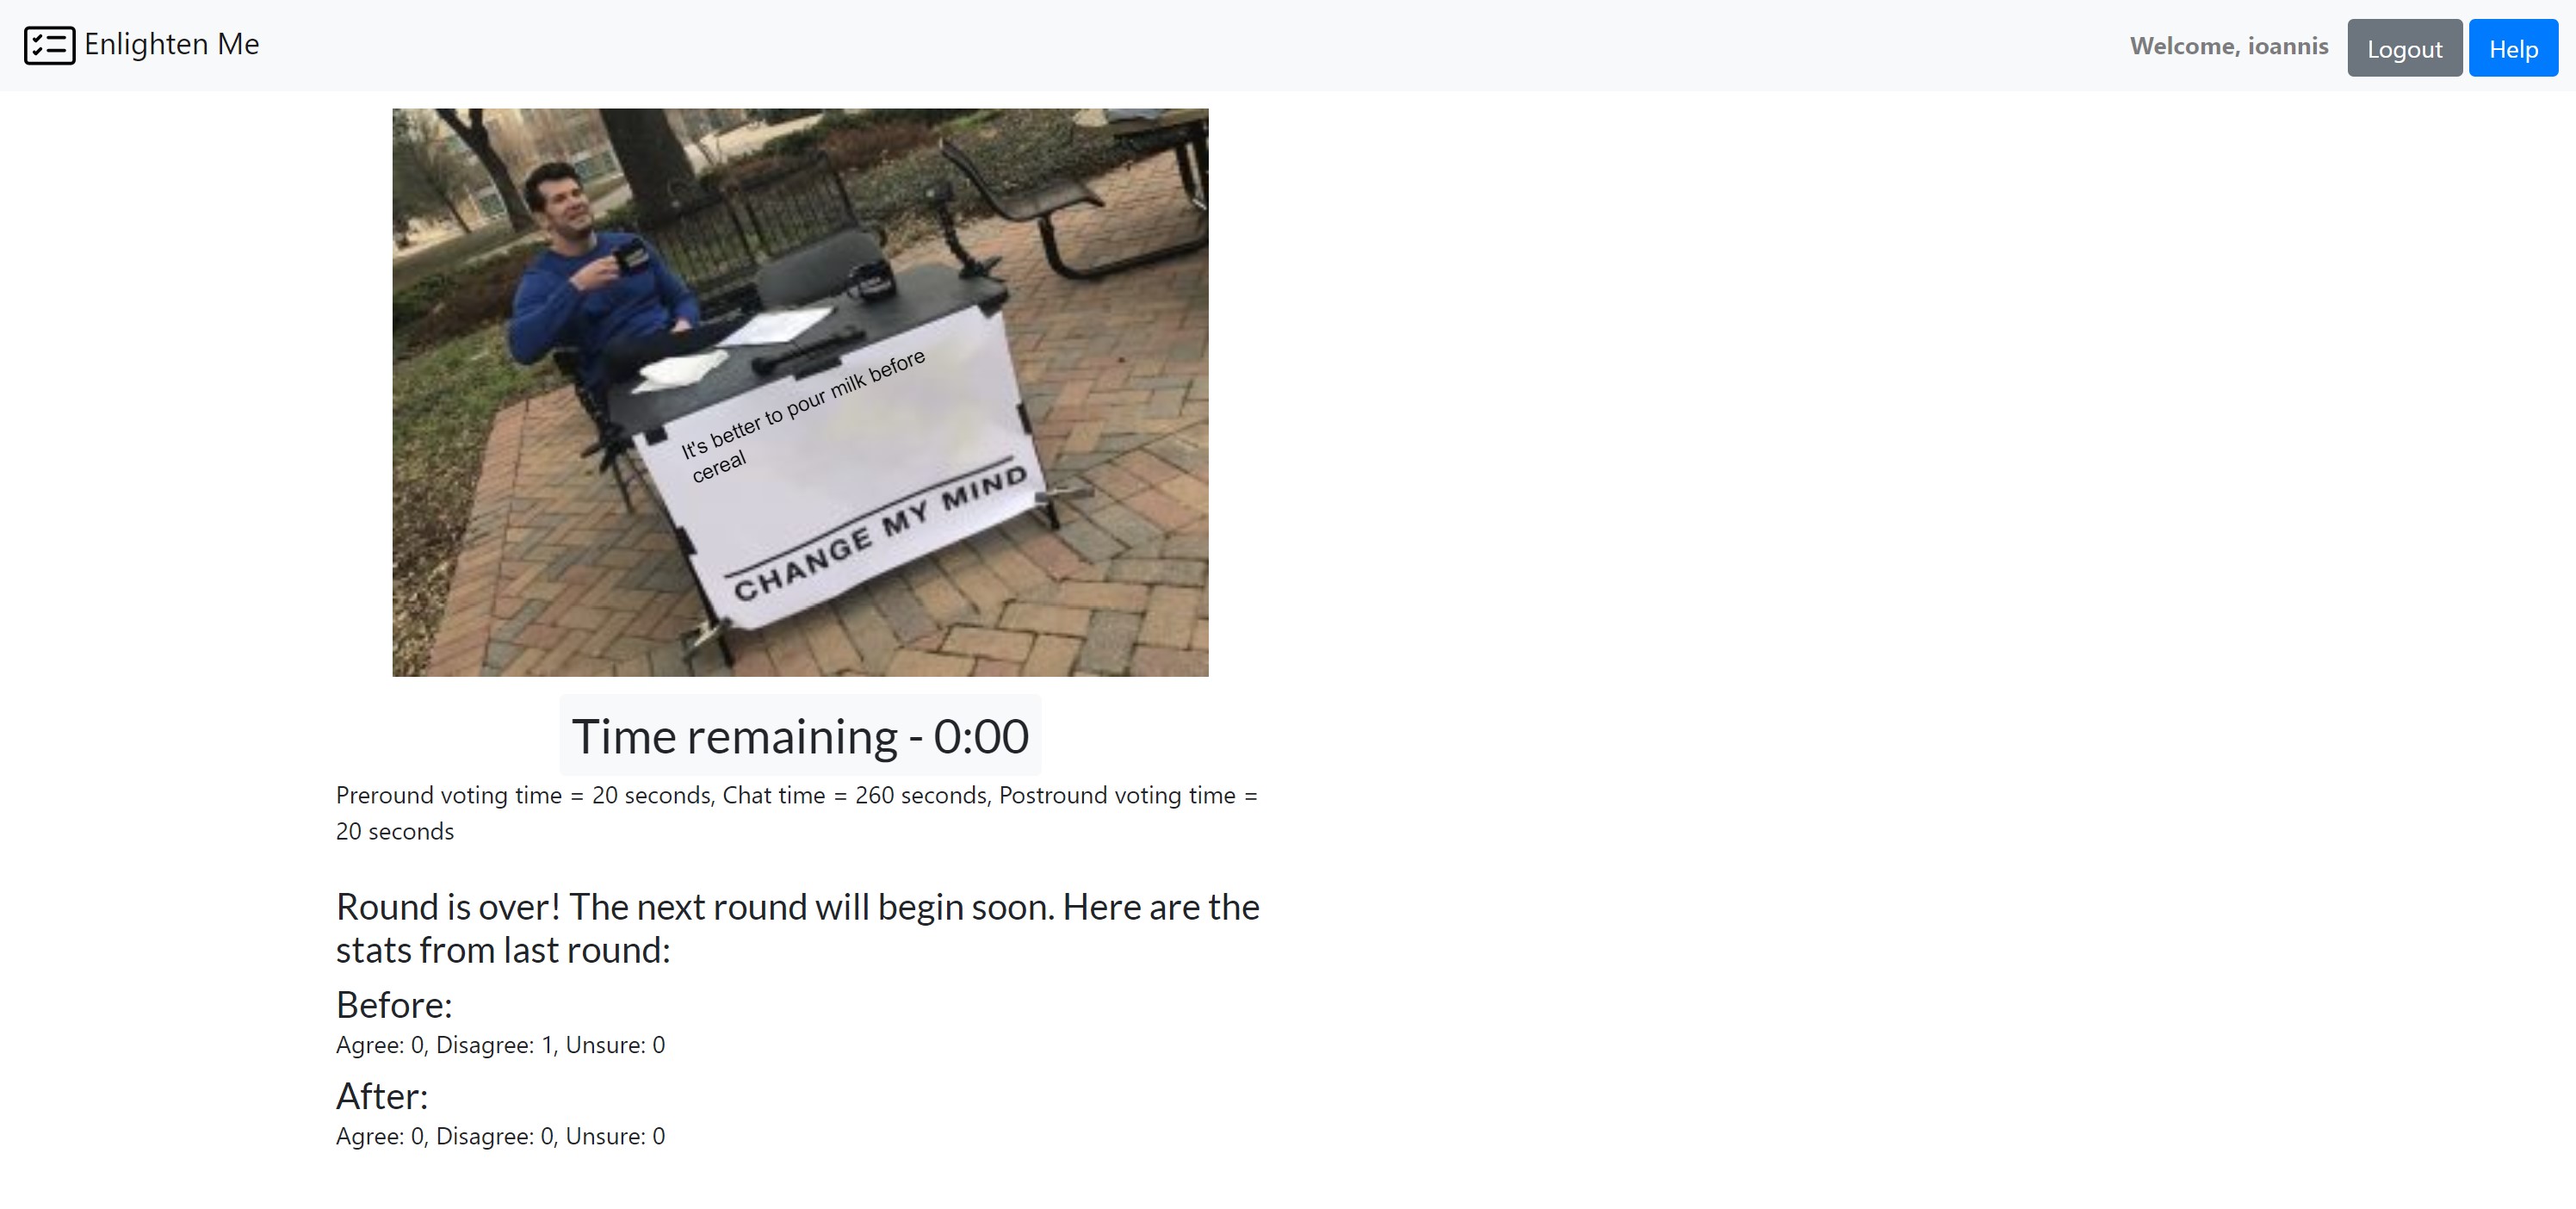 Enlighten Me
Welcome, ioannis
Logout
Help
It's better to pour milk before
cereal
CHANGE MY MIND
Time remaining - 0:00
Preround voting time = 20 seconds, Chat time = 260 seconds, Postround voting time =
20 seconds
Round is over! The next round will begin soon. Here are the
stats from last round:
Before:
Agree: 0, Disagree: 1, Unsure: 0
After:
Agree: 0, Disagree: 0, Unsure: 0